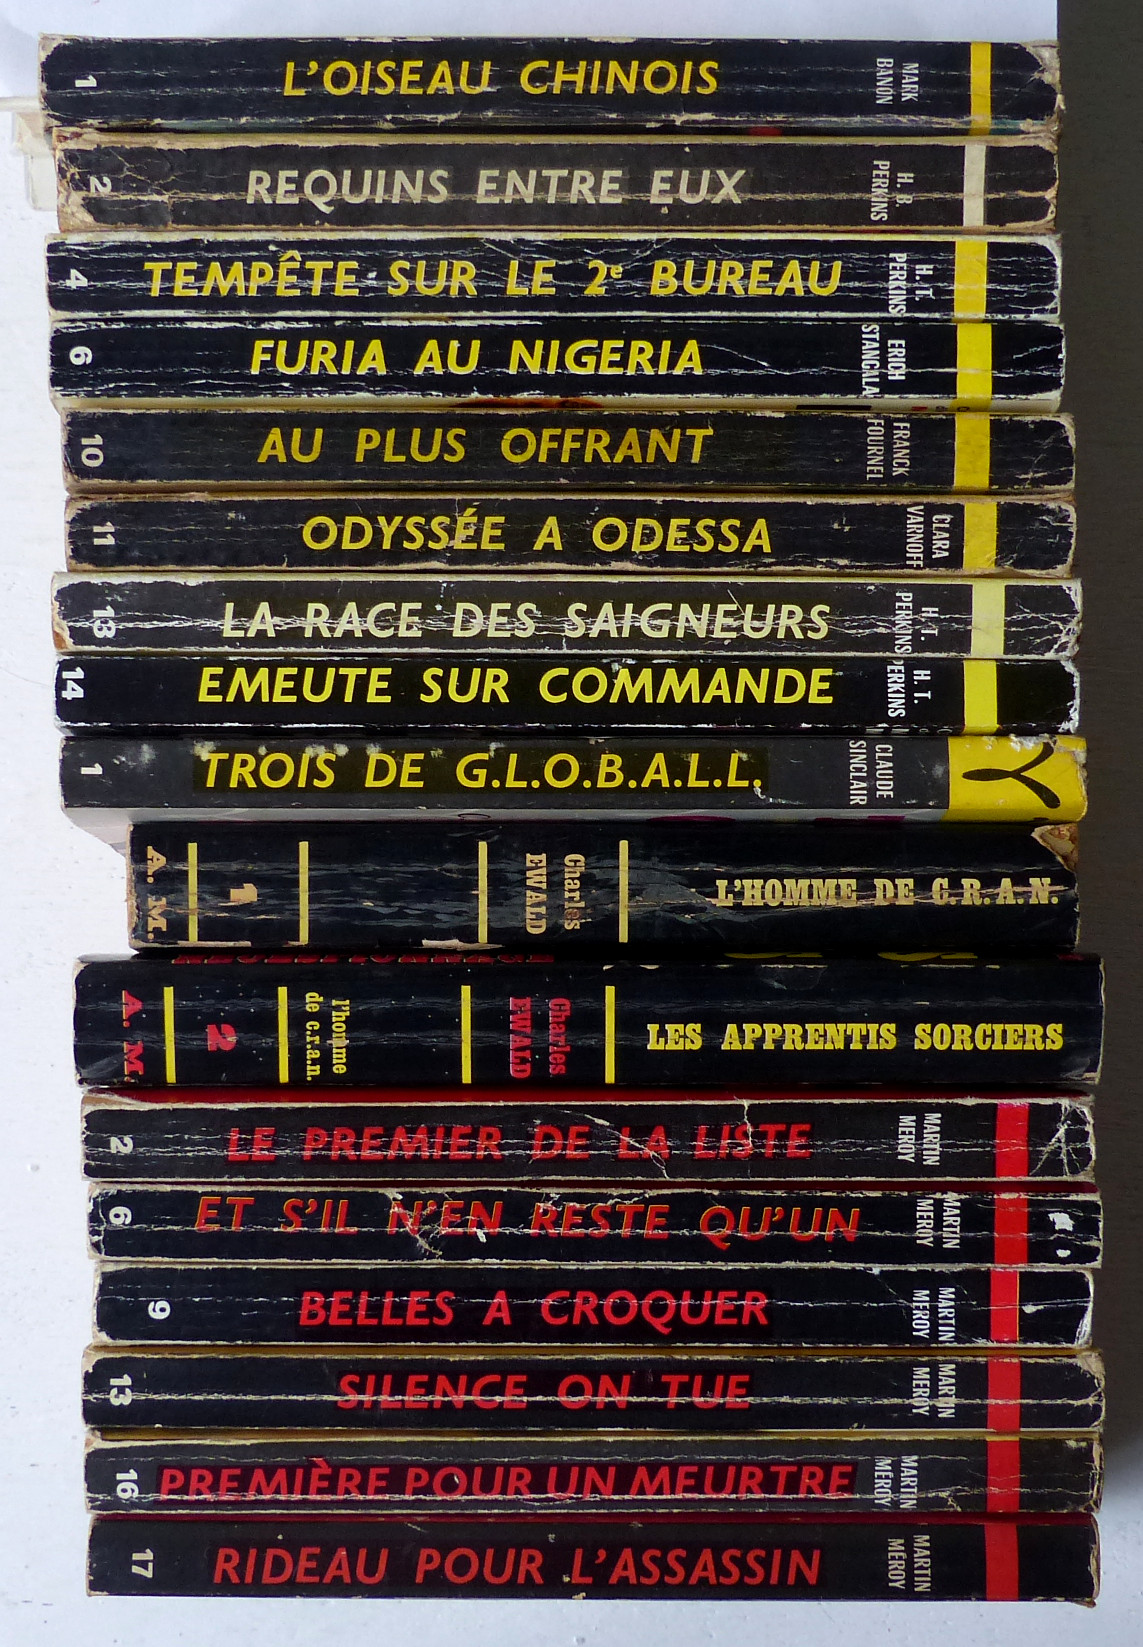 1
L'OISEAU CHINOIS
MARK
BANON
2
REQUINS ENTRE EUX
H. B.
PERKINS
4
TEMPÊTE SUR LE 2e BUREAU
H. T.
PERKINS
6
FURIA AU NIGERIA
ERICH
STANGALA
10
AU PLUS OFFRANT
FRANCK
FOURNEL
11
ODYSSÉE A ODESSA
CLARA
VARNOFF
13
LA RACE DES SAIGNEURS
H. T.
PERKINS
14
EMEUTE SUR COMMANDE
H. T.
PERKINS
1
TROIS DE G.L.O.B.A.L.L.
CLAUDE
SINCLAIR
A. M.
1
Charles
EWALD
L'HOMME DE G.R.A.N.
A. M.
2
l'homme
de c.r.a.n.
Charles
EWALD
LES APPRENTIS SORCIERS
2
LE PREMIER DE LA LISTE
MARTIN
MEROY
6
ET S'IL N'EN RESTE QU'UN
MARTIN
MEROY
9
BELLES A CROQUER
MARTIN
MEROY
13
SILENCE ON TUE
MARTIN
MEROY
16
PREMIÈRE POUR UN MEURTRE
MARTIN
MÉROY
17
RIDEAU POUR L'ASSASSIN
MARTIN
MÉROY